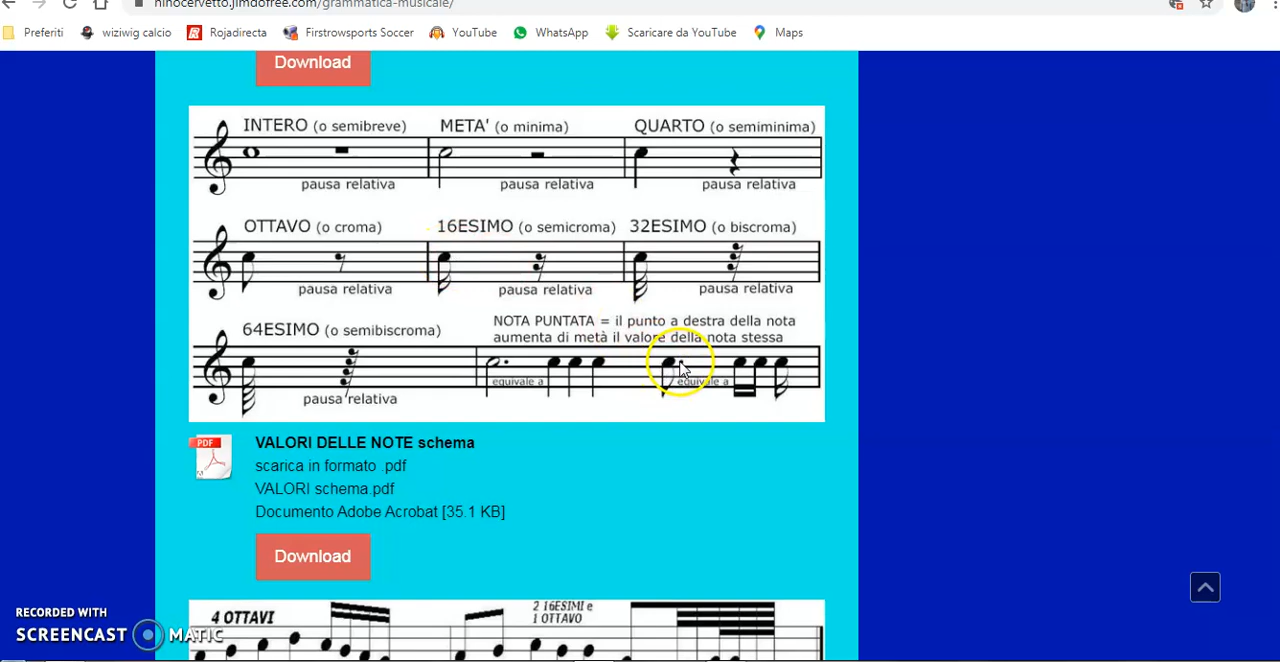 ninocervetto.jimdofree.com/grammatica-musicale/
Preferiti wiziwig calcio Rojadirecta Firstrowsports Soccer YouTube WhatsApp Scaricare da YouTube Maps
Download
INTERO (o semibreve) META' (o minima) QUARTO (o semiminima)
pausa relativa pausa relativa pausa relativa
OTTAVO (o croma) 16ESIMO (o semicroma) 32ESIMO (o biscroma)
pausa relativa pausa relativa pausa relativa
64ESIMO (o semibiscroma) NOTA PUNTATA = il punto a destra della nota
aumenta di metà il valore della nota stessa
equivale a equivale a
pausa relativa
PDF VALORI DELLE NOTE schema
scarica in formato .pdf
VALORI schema.pdf
Documento Adobe Acrobat [35.1 KB]
Download
4 OTTAVI 2 16ESIMI e
1 OTTAVO
RECORDED WITH
SCREENCAST MATIC